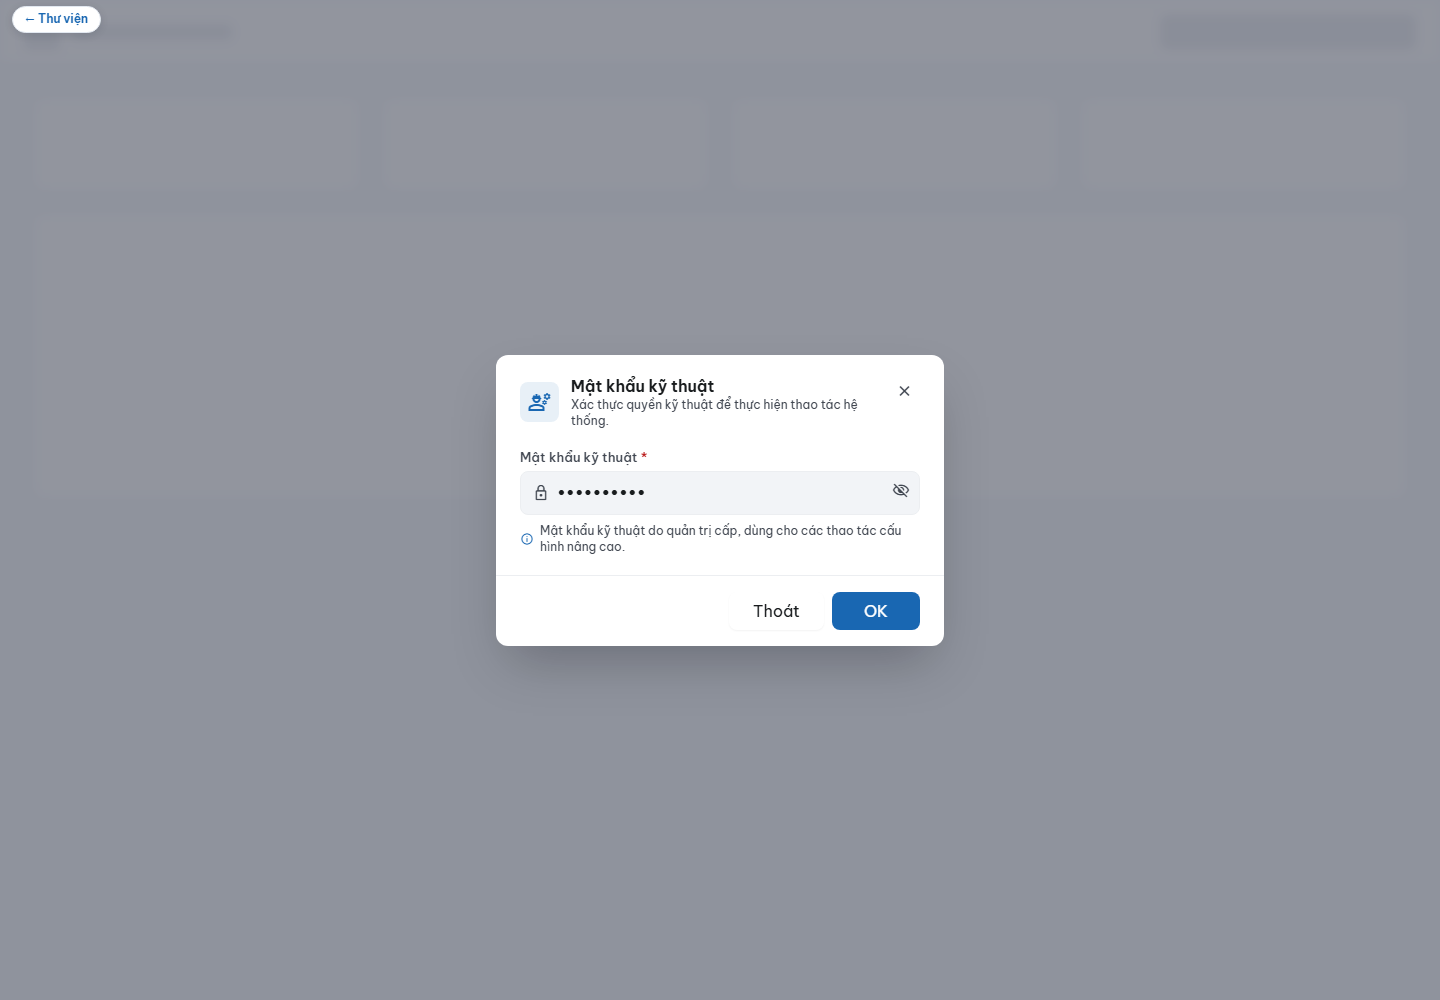 ← Thư viện
Mật khẩu kỹ thuật
Xác thực quyền kỹ thuật để thực hiện thao tác hệ
thống.
Mật khẩu kỹ thuật *
••••••••••
Mật khẩu kỹ thuật do quản trị cấp, dùng cho các thao tác cấu
hình nâng cao.
Thoát
OK